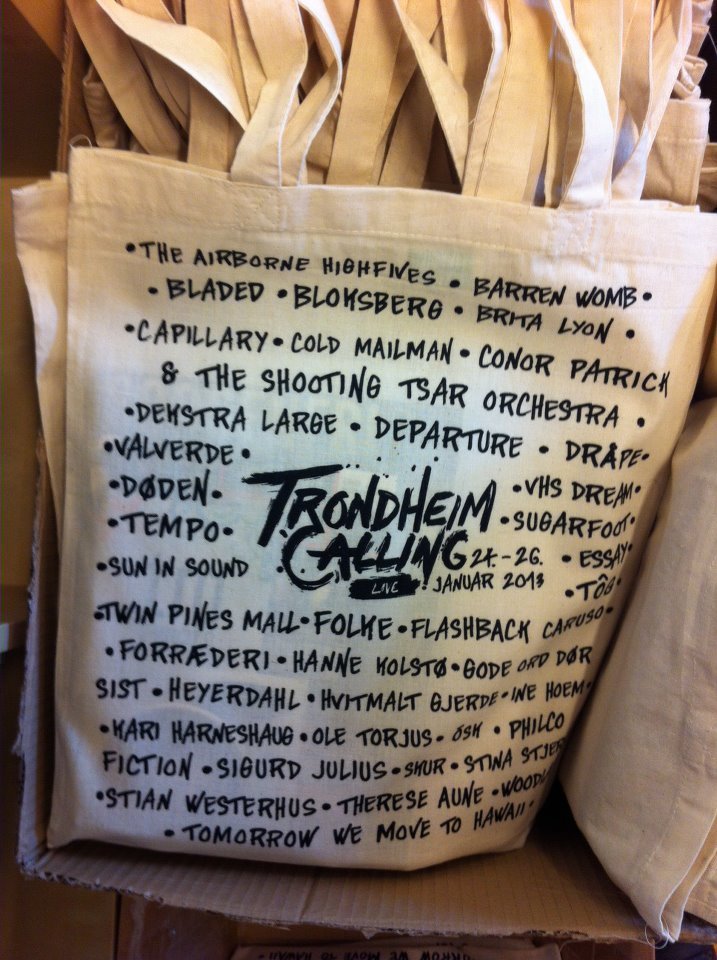 •THE AIRBORNE HIGHFIVES • BARREN WOMB•
•BLADED •BLOKSBERG• BRITA LYON •
•CAPILLARY• COLD MAILMAN• CONOR PATRICK
& THE SHOOTING TSAR ORCHESTRA •
•DEKSTRA LARGE • DEPARTURE • DRÅPE•
•VALVERDE •
•DØDEN• •VHS DREAM•
•TEMPO• •SUGARFOOT•
TRONDHEIM CALLING
24.-26. • ESSAY•
•SUN IN SOUND
LIVE
JANUAR 2013
•TÔG•
•TWIN PINES MALL•FOLKE•FLASHBACK CARUSO•
•FORRÆDERI•HANNE KOLSTØ•GODE ORD DØR
SIST•HEYERDAHL•HVITMALT GJERDE•INE HOEM•
•KARI HARNESHAUG•OLE TORJUS• OSK • PHILCO
FICTION •SIGURD JULIUS•SKUR•STINA
•STIAN WESTERHUS•THERESE AUNE
•TOMORROW WE MOVE TO HAWAII•
MOVE TO HAWAII